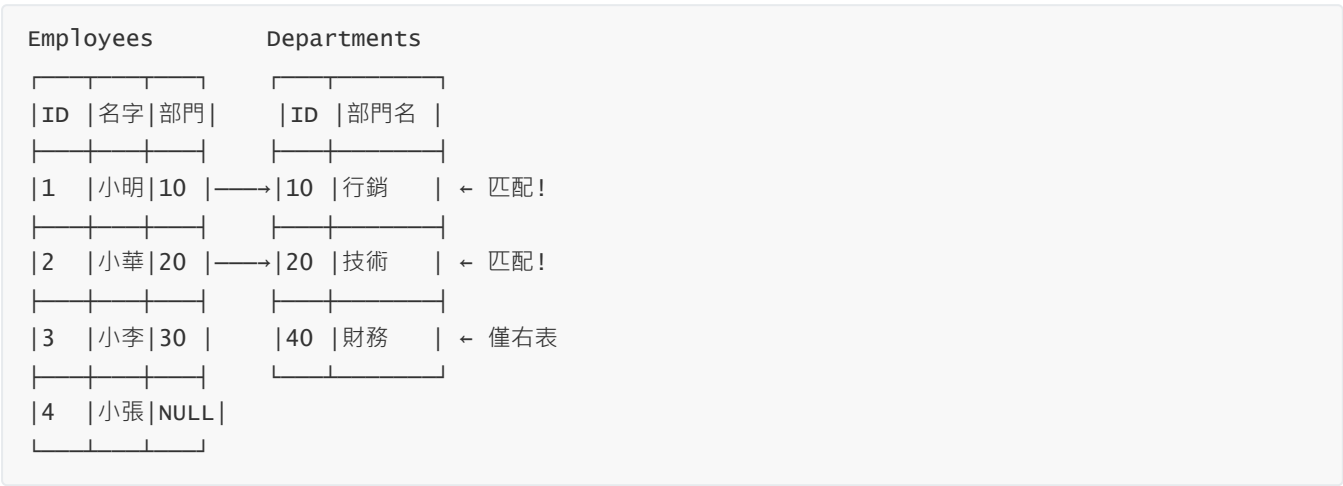 Employees        Departments
┌───┬───┬───┐     ┌───┬───────┐
|ID |名字|部門|     |ID |部門名 |
├───┼───┼───┤     ├───┼───────┤
|1  |小明|10 |───→|10 |行銷   | ← 匹配!
├───┼───┼───┤     ├───┼───────┤
|2  |小華|20 |───→|20 |技術   | ← 匹配!
├───┼───┼───┤     ├───┼───────┤
|3  |小李|30 |     |40 |財務   | ← 僅右表
├───┼───┼───┤     └───┴───────┘
|4  |小張|NULL|
└───┴───┴───┘